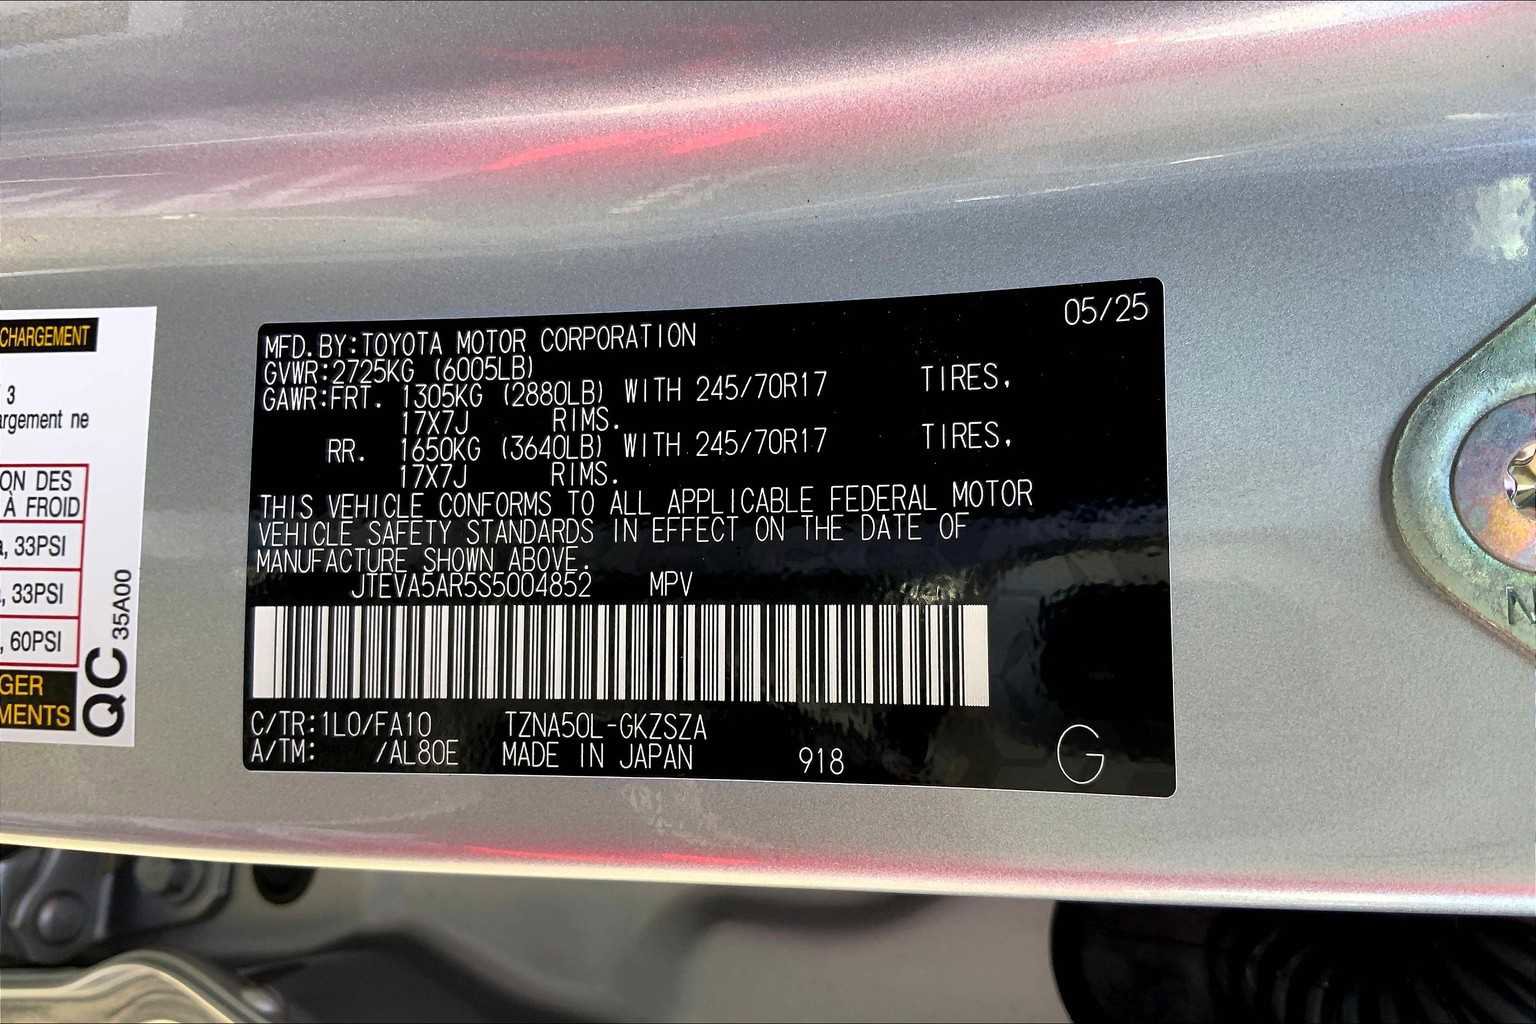 CHARGEMENT
3
argement ne
ON DES
À FROID
, 33PSI
, 33PSI
, 60PSI
GER
MENTS
QC 35A00
05/25
MFD.BY:TOYOTA MOTOR CORPORATION
GVWR:2725KG (6005LB)
GAWR:FRT. 1305KG (2880LB) WITH 245/70R17 TIRES,
17X7J RIMS.
RR. 1650KG (3640LB) WITH 245/70R17 TIRES,
17X7J RIMS.
THIS VEHICLE CONFORMS TO ALL APPLICABLE FEDERAL MOTOR
VEHICLE SAFETY STANDARDS IN EFFECT ON THE DATE OF
MANUFACTURE SHOWN ABOVE.
JTEVA5AR5S5004852 MPV
C/TR:1L0/FA10 TZNA50L-GKZSZA
A/TM: /AL80E MADE IN JAPAN 918 G